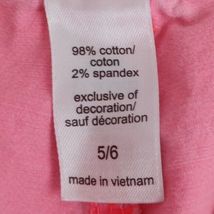 98% cotton/
coton
2% spandex
exclusive of
decoration/
sauf décoration
5/6
made in vietnam